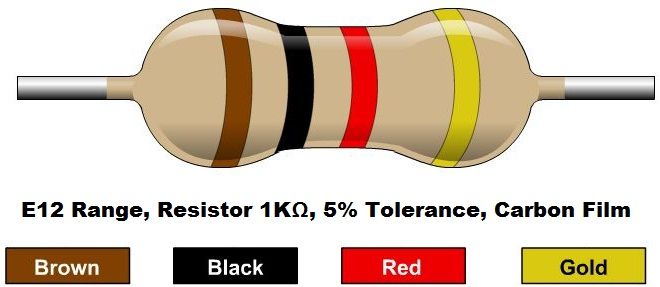 E12 Range, Resistor 1KΩ, 5% Tolerance, Carbon Film
Brown Black Red Gold